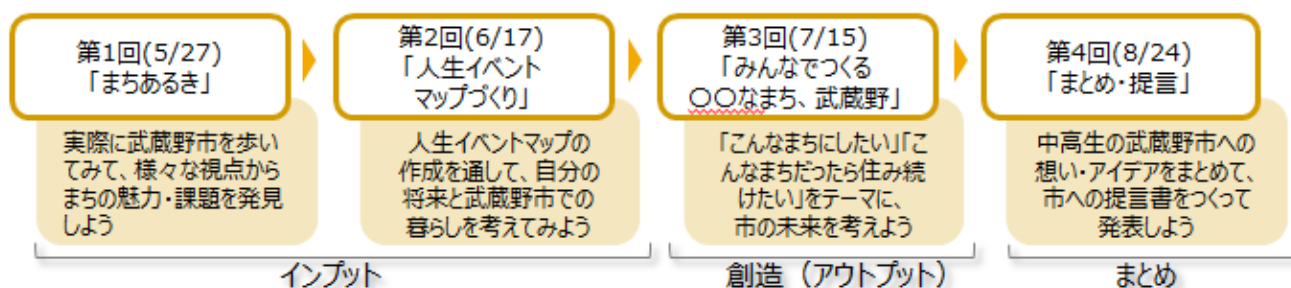 第1回(5/27)
「まちあるき」
実際に武蔵野市を歩い
てみて、様々な視点から
まちの魅力・課題を発見
しよう
第2回(6/17)
「人生イベント
マップづくり」
人生イベントマップの
作成を通して、自分の
将来と武蔵野市での
暮らしを考えてみよう
第3回(7/15)
「みんなでつくる
〇〇なまち、武蔵野」
「こんなまちにしたい」「こ
んなまちだったら住み続
けたい」をテーマに、
市の未来を考えよう
第4回(8/24)
「まとめ・提言」
中高生の武蔵野市への
想い・アイデアをまとめて、
市への提言書をつくって
発表しよう
インプット
創造（アウトプット）
まとめ